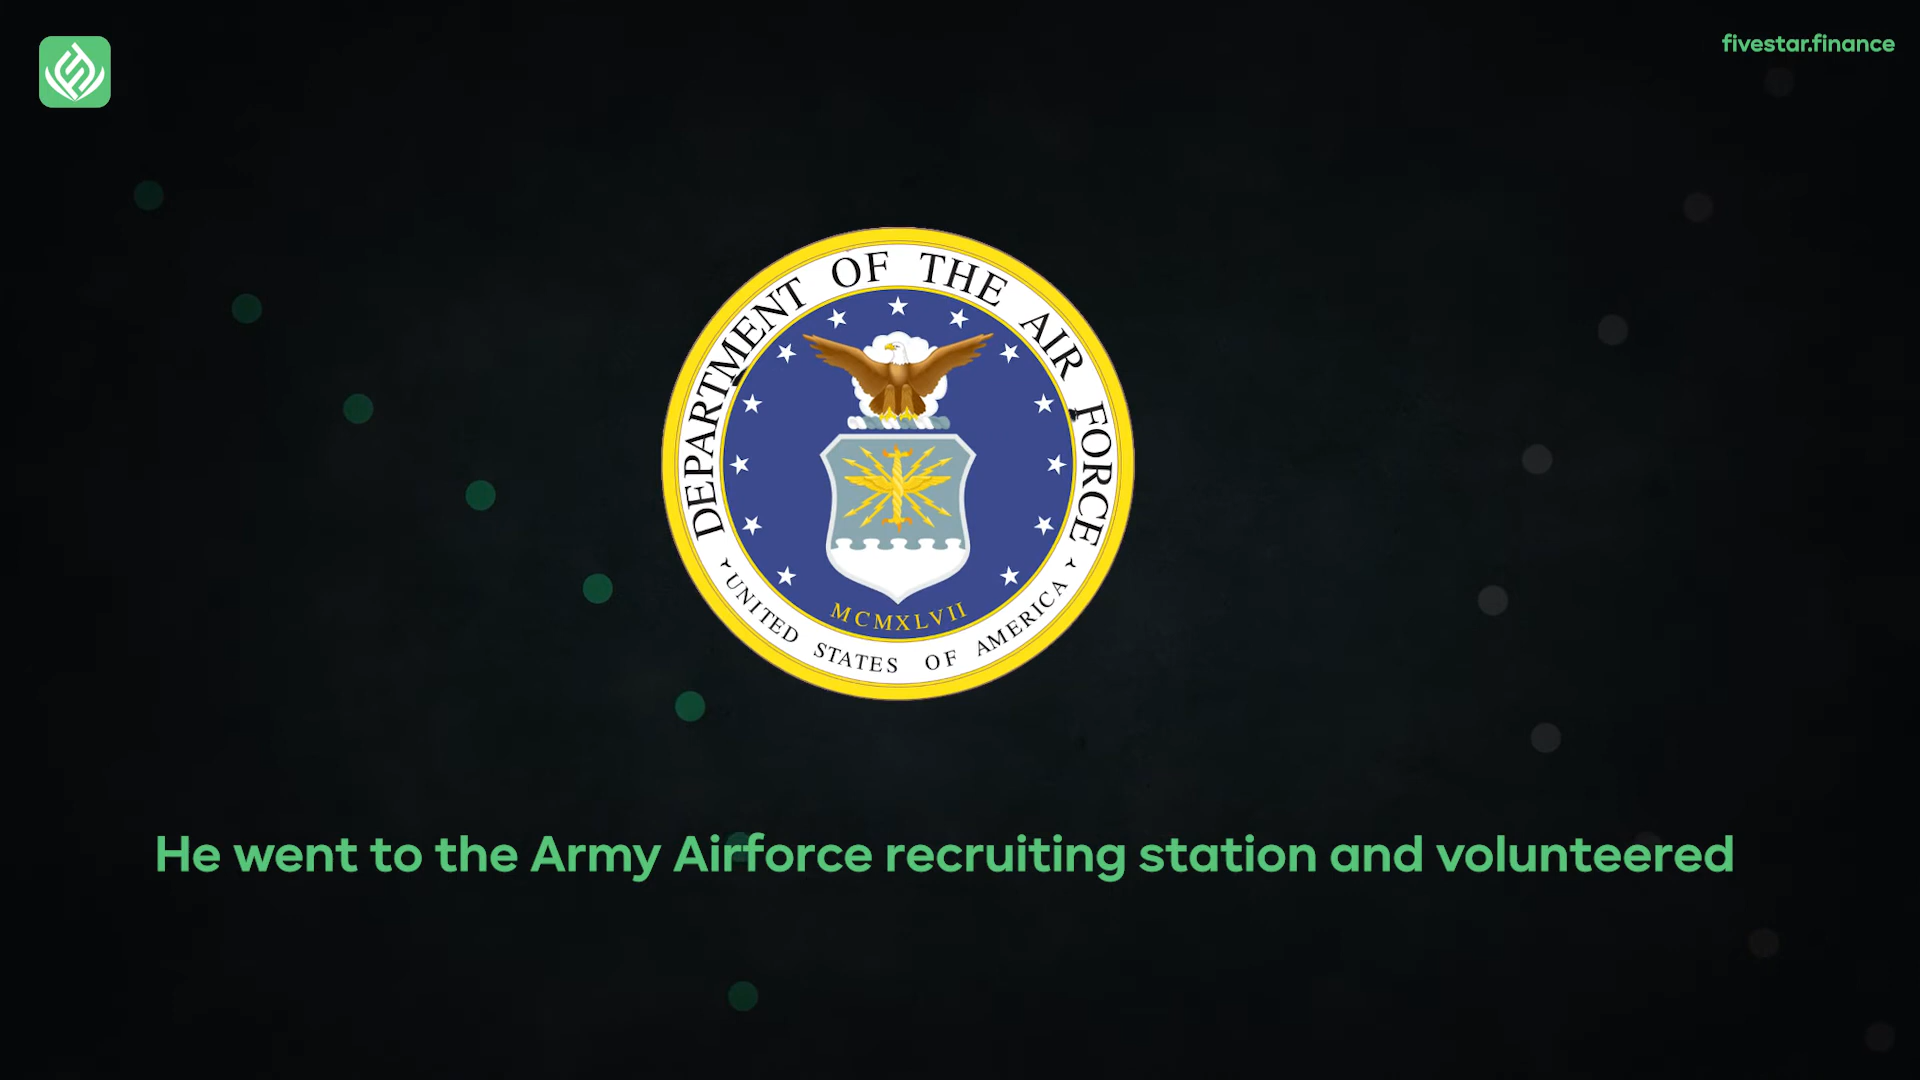 fivestar.finance
DEPARTMENT OF THE AIR FORCE
MCMXLVII
UNITED STATES OF AMERICA
He went to the Army Airforce recruiting station and volunteered